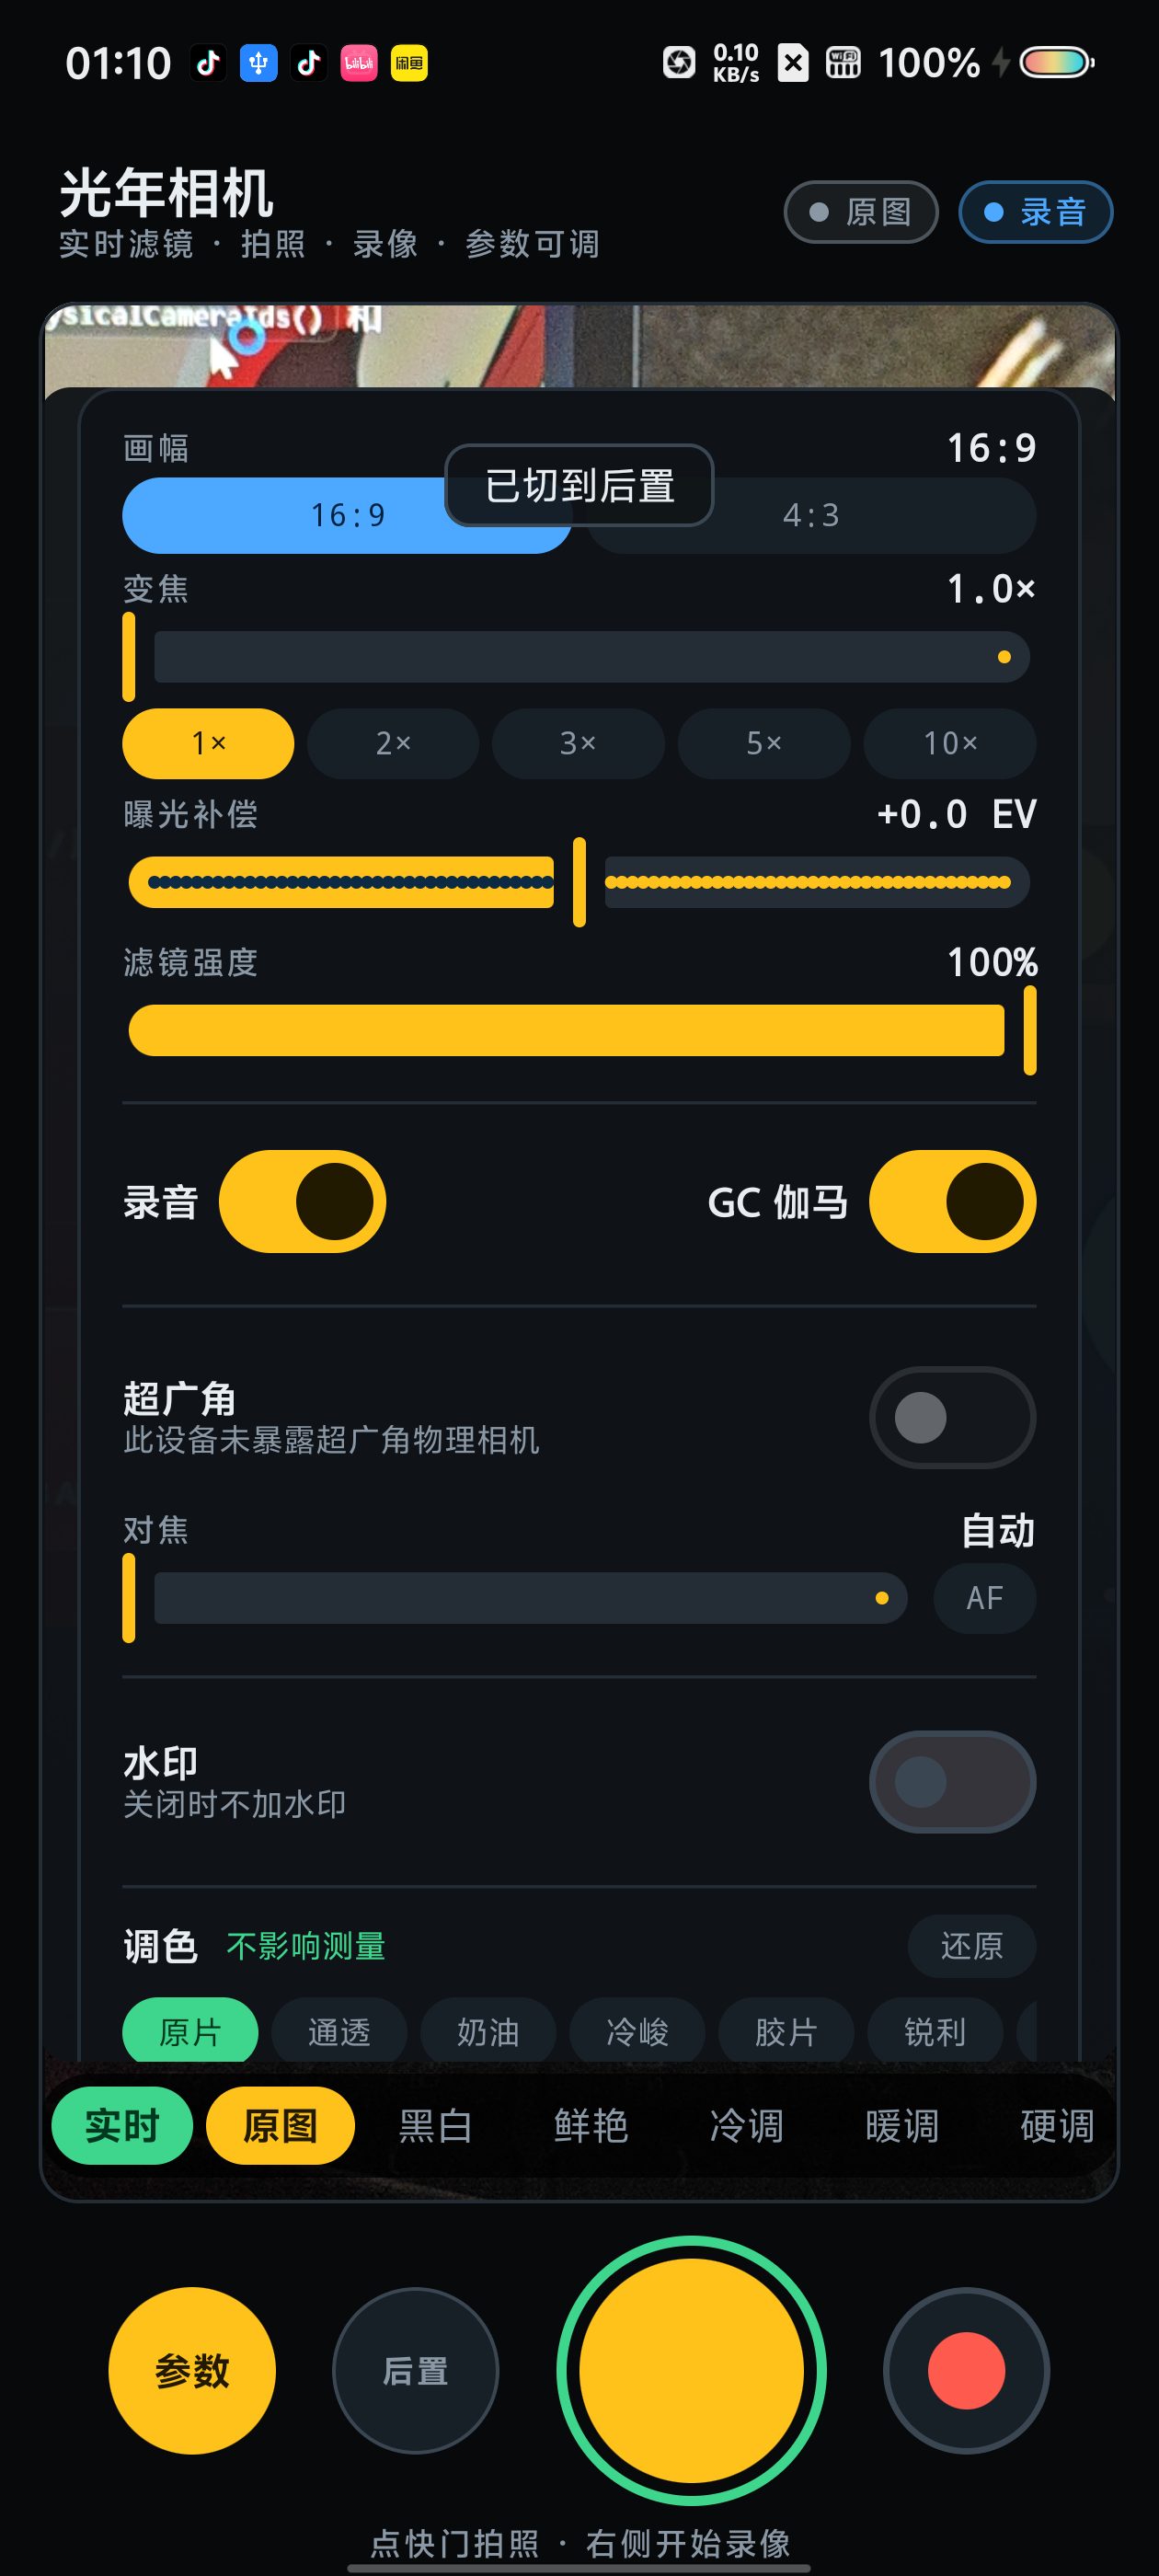 01:10
0.10 KB/s
100%
光年相机
实时滤镜 · 拍照 · 录像 · 参数可调
原图
录音
ysicalCameraIds() 和
画幅
16:9
16:9
已切到后置
4:3
变焦
1.0×
1×
2×
3×
5×
10×
曝光补偿
+0.0 EV
滤镜强度
100%
录音
GC 伽马
超广角
此设备未暴露超广角物理相机
对焦
自动
AF
水印
关闭时不加水印
调色
不影响测量
还原
原片
通透
奶油
冷峻
胶片
锐利
实时
原图
黑白
鲜艳
冷调
暖调
硬调
参数
后置
点快门拍照 · 右侧开始录像